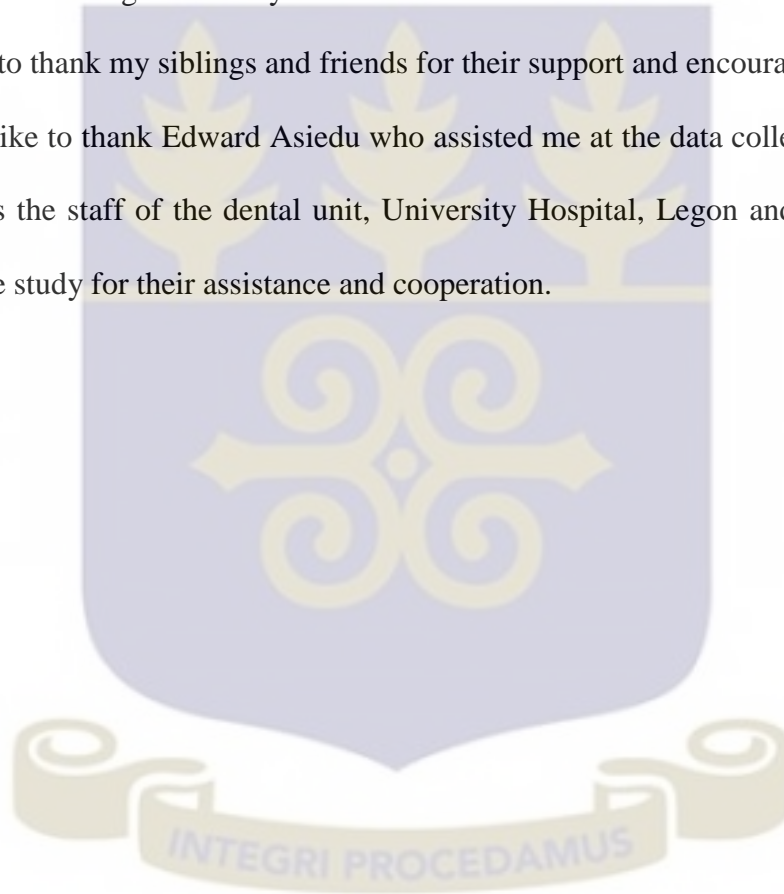 to thank my siblings and friends for their support and
ike to thank Edward Asiedu who assisted me at the data
s the staff of the dental unit, University Hospital, Legon and
e study for their assistance and cooperation.
INTEGRI PROCEDAMUS